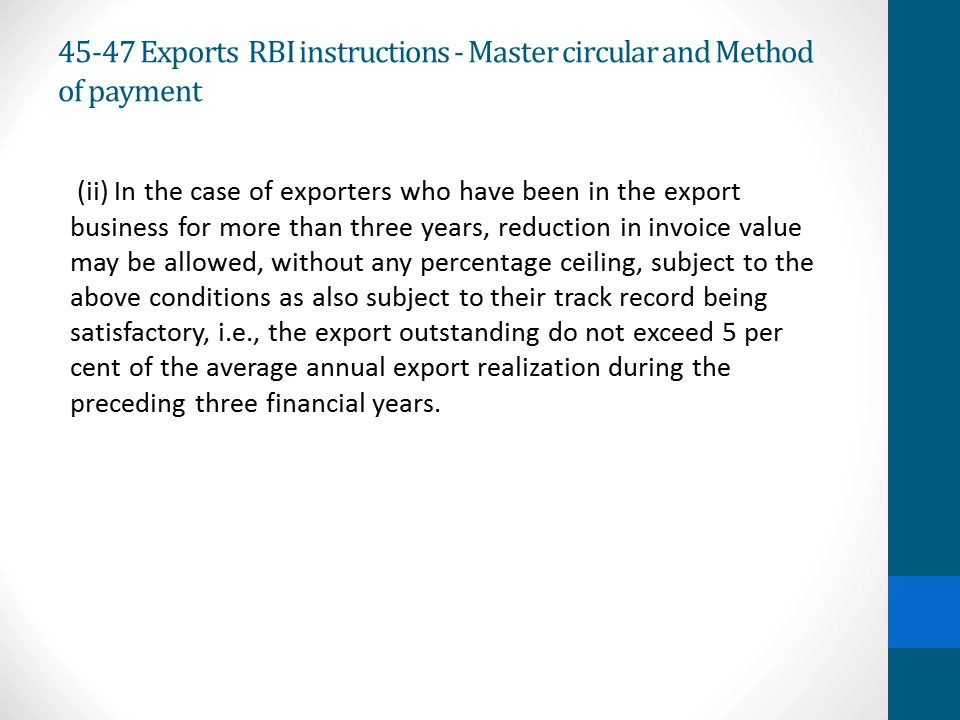 45-47 Exports RBI instructions - Master circular and Method
of payment
(ii) In the case of exporters who have been in the export
business for more than three years, reduction in invoice value
may be allowed, without any percentage ceiling, subject to the
above conditions as also subject to their track record being
satisfactory, i.e., the export outstanding do not exceed 5 per
cent of the average annual export realization during the
preceding three financial years.